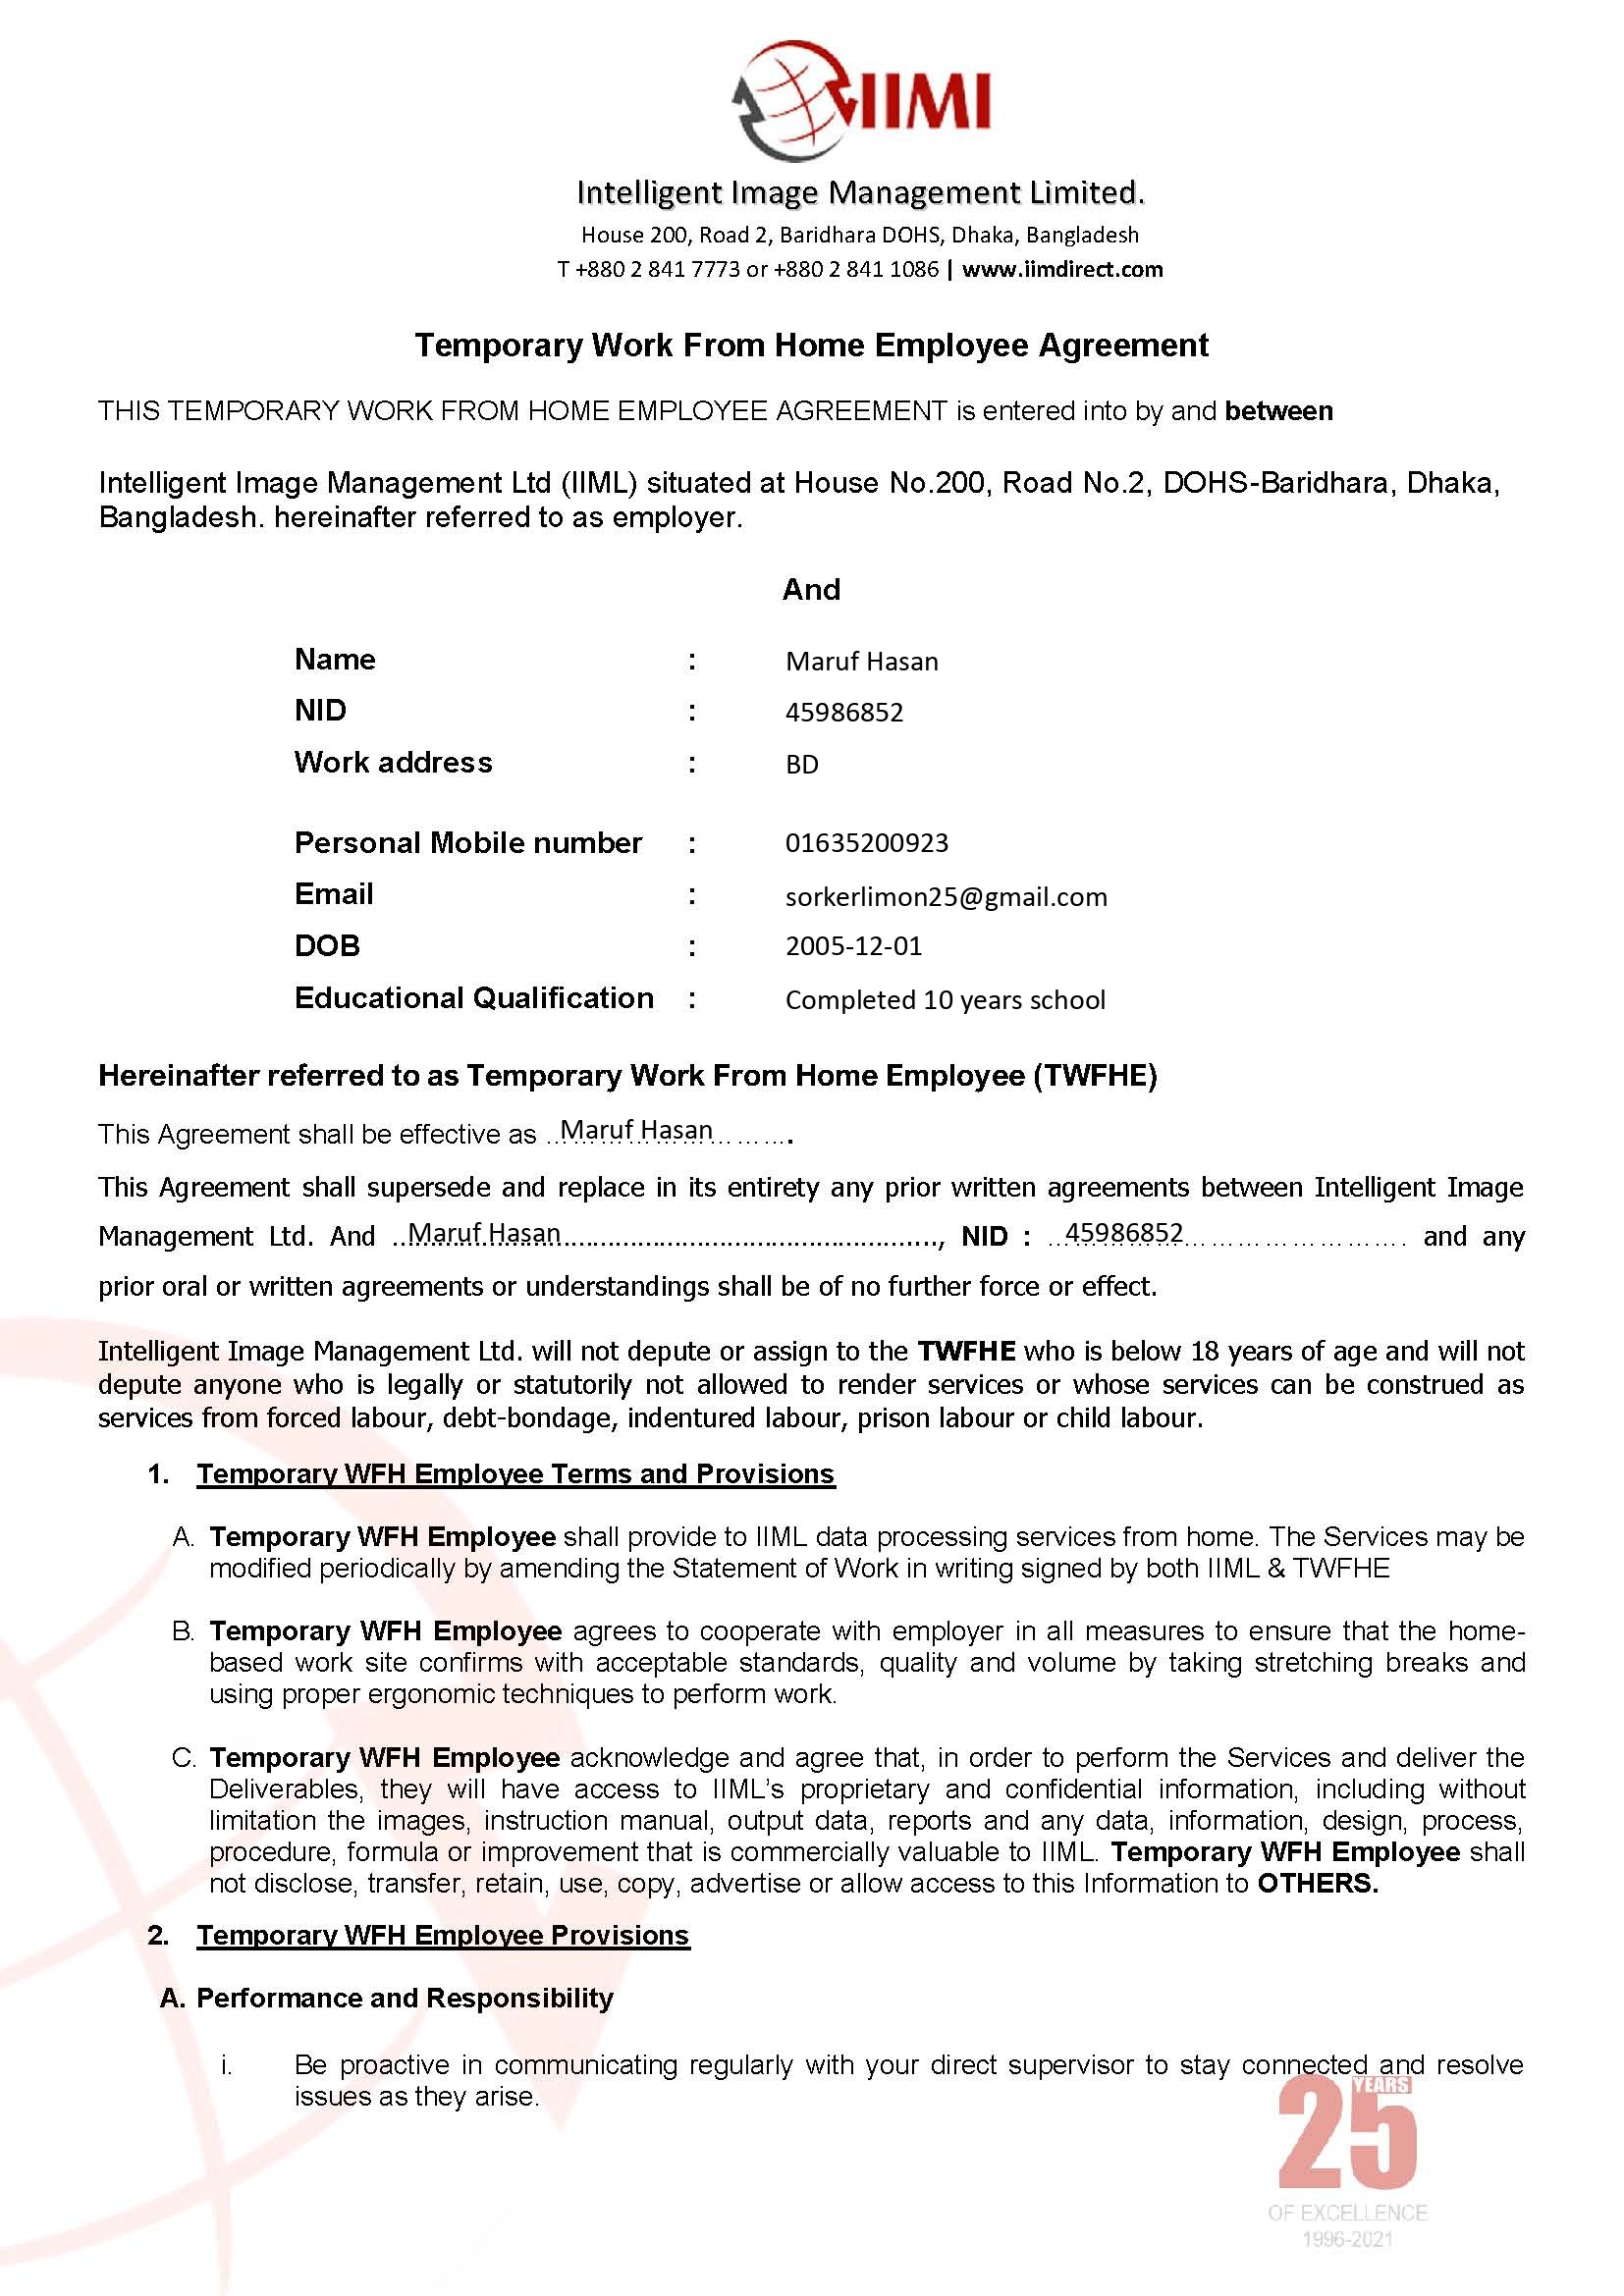 IIMI
Intelligent Image Management Limited.
House 200, Road 2, Baridhara DOHS, Dhaka, Bangladesh
T +880 2 841 7773 or +880 2 841 1086 | www.iimdirect.com
Temporary Work From Home Employee Agreement
THIS TEMPORARY WORK FROM HOME EMPLOYEE AGREEMENT is entered into by and between
Intelligent Image Management Ltd (IIML) situated at House No.200, Road No.2, DOHS-Baridhara, Dhaka,
Bangladesh. hereinafter referred to as employer.
And
Name : Maruf Hasan
NID : 45986852
Work address : BD
Personal Mobile number : 01635200923
Email : sorkerlimon25@gmail.com
DOB : 2005-12-01
Educational Qualification : Completed 10 years school
Hereinafter referred to as Temporary Work From Home Employee (TWFHE)
This Agreement shall be effective as Maruf Hasan.
This Agreement shall supersede and replace in its entirety any prior written agreements between Intelligent Image
Management Ltd. And Maruf Hasan, NID : 45986852 and any
prior oral or written agreements or understandings shall be of no further force or effect.
Intelligent Image Management Ltd. will not depute or assign to the TWFHE who is below 18 years of age and will not
depute anyone who is legally or statutorily not allowed to render services or whose services can be construed as
services from forced labour, debt-bondage, indentured labour, prison labour or child labour.
1. Temporary WFH Employee Terms and Provisions
A. Temporary WFH Employee shall provide to IIML data processing services from home. The Services may be
modified periodically by amending the Statement of Work in writing signed by both IIML & TWFHE
B. Temporary WFH Employee agrees to cooperate with employer in all measures to ensure that the home-
based work site confirms with acceptable standards, quality and volume by taking stretching breaks and
using proper ergonomic techniques to perform work.
C. Temporary WFH Employee acknowledge and agree that, in order to perform the Services and deliver the
Deliverables, they will have access to IIML's proprietary and confidential information, including without
limitation the images, instruction manual, output data, reports and any data, information, design, process,
procedure, formula or improvement that is commercially valuable to IIML. Temporary WFH Employee shall
not disclose, transfer, retain, use, copy, advertise or allow access to this Information to OTHERS.
2. Temporary WFH Employee Provisions
A. Performance and Responsibility
i. Be proactive in communicating regularly with your direct supervisor to stay connected and resolve
issues as they arise.
25 YEARS
OF EXCELLENCE
1996-2021